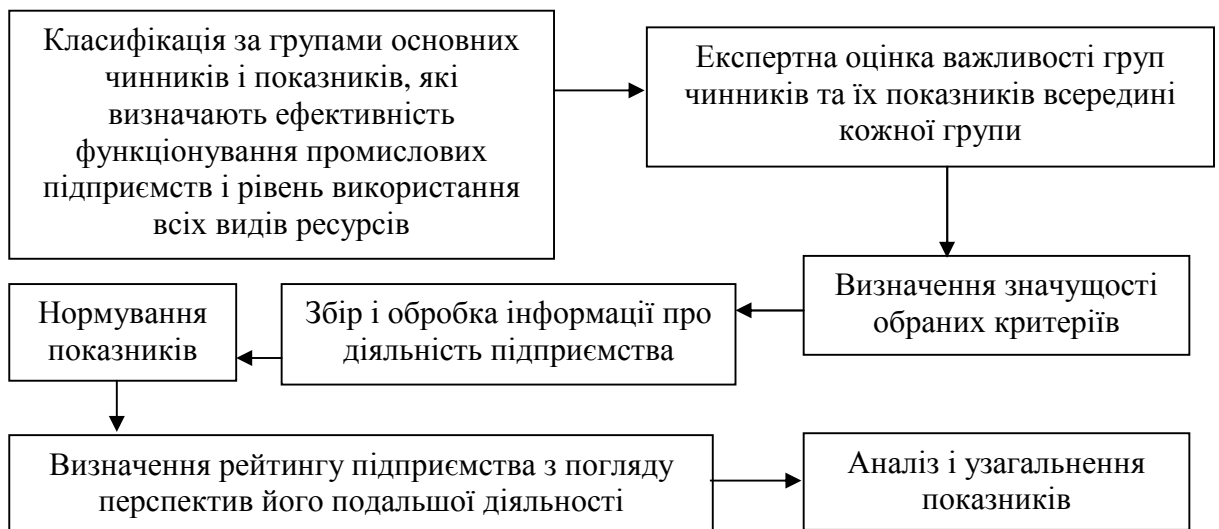 Класифікація за групами основних
чинників і показників, які
визначають ефективність
функціонування промислових
підприємств і рівень використання
всіх видів ресурсів
Експертна оцінка важливості груп
чинників та їх показників всередині
кожної групи
Визначення значущості
обраних критеріїв
Збір і обробка інформації про
діяльність підприємства
Нормування
показників
Визначення рейтингу підприємства з погляду
перспектив його подальшої діяльності
Аналіз і узагальнення
показників